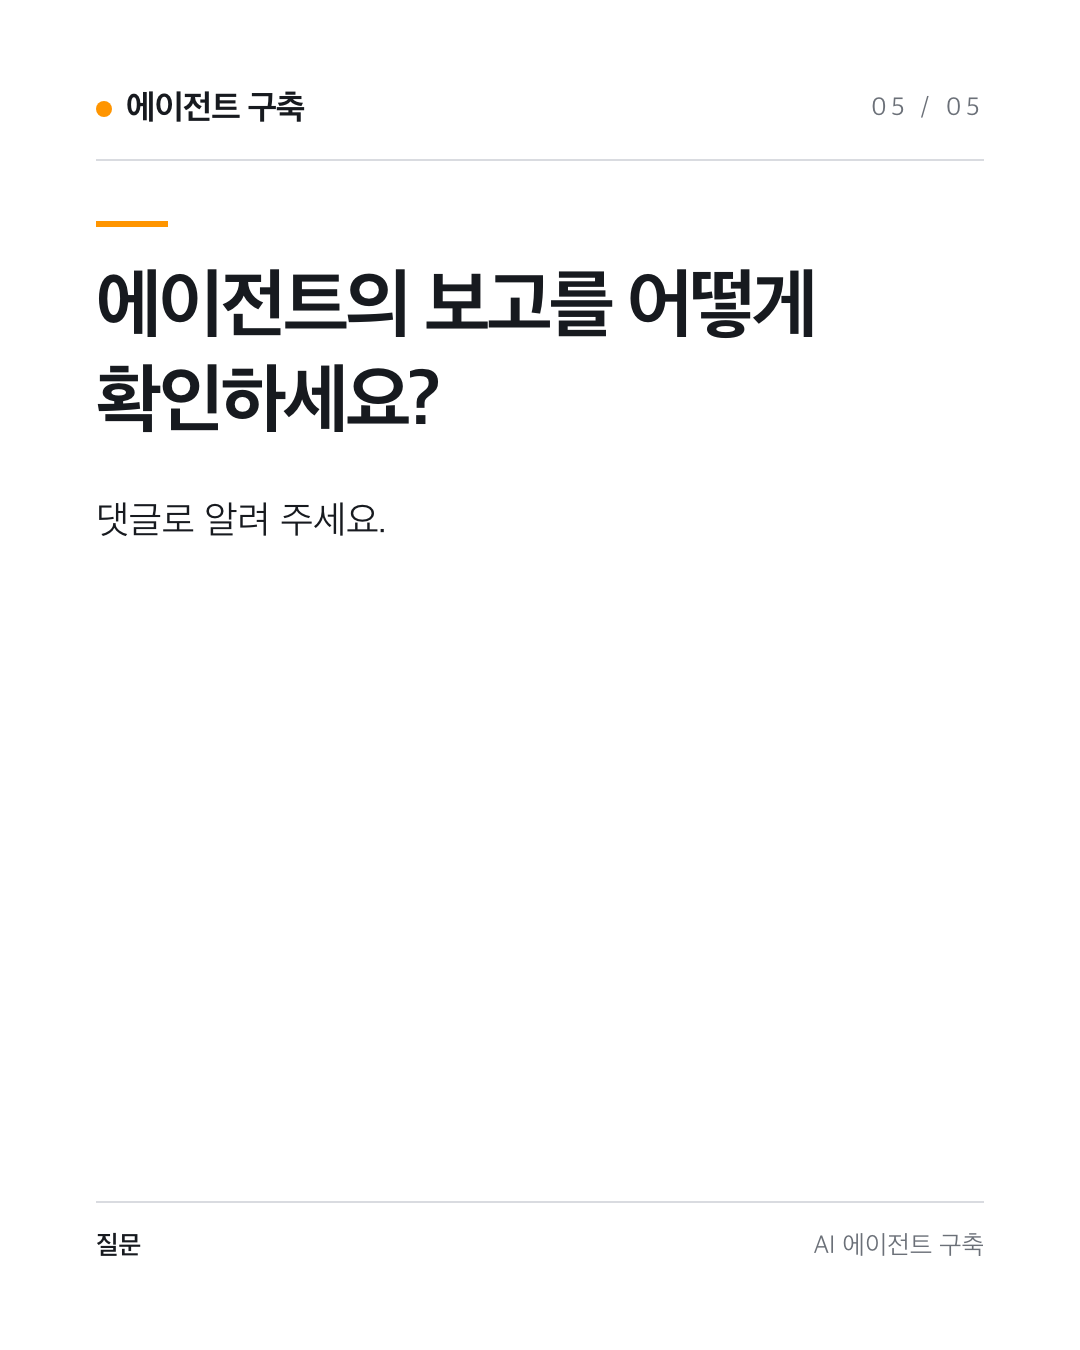 에이전트 구축
05 / 05
에이전트의 보고를 어떻게
확인하세요?
댓글로 알려 주세요.
질문
AI 에이전트 구축